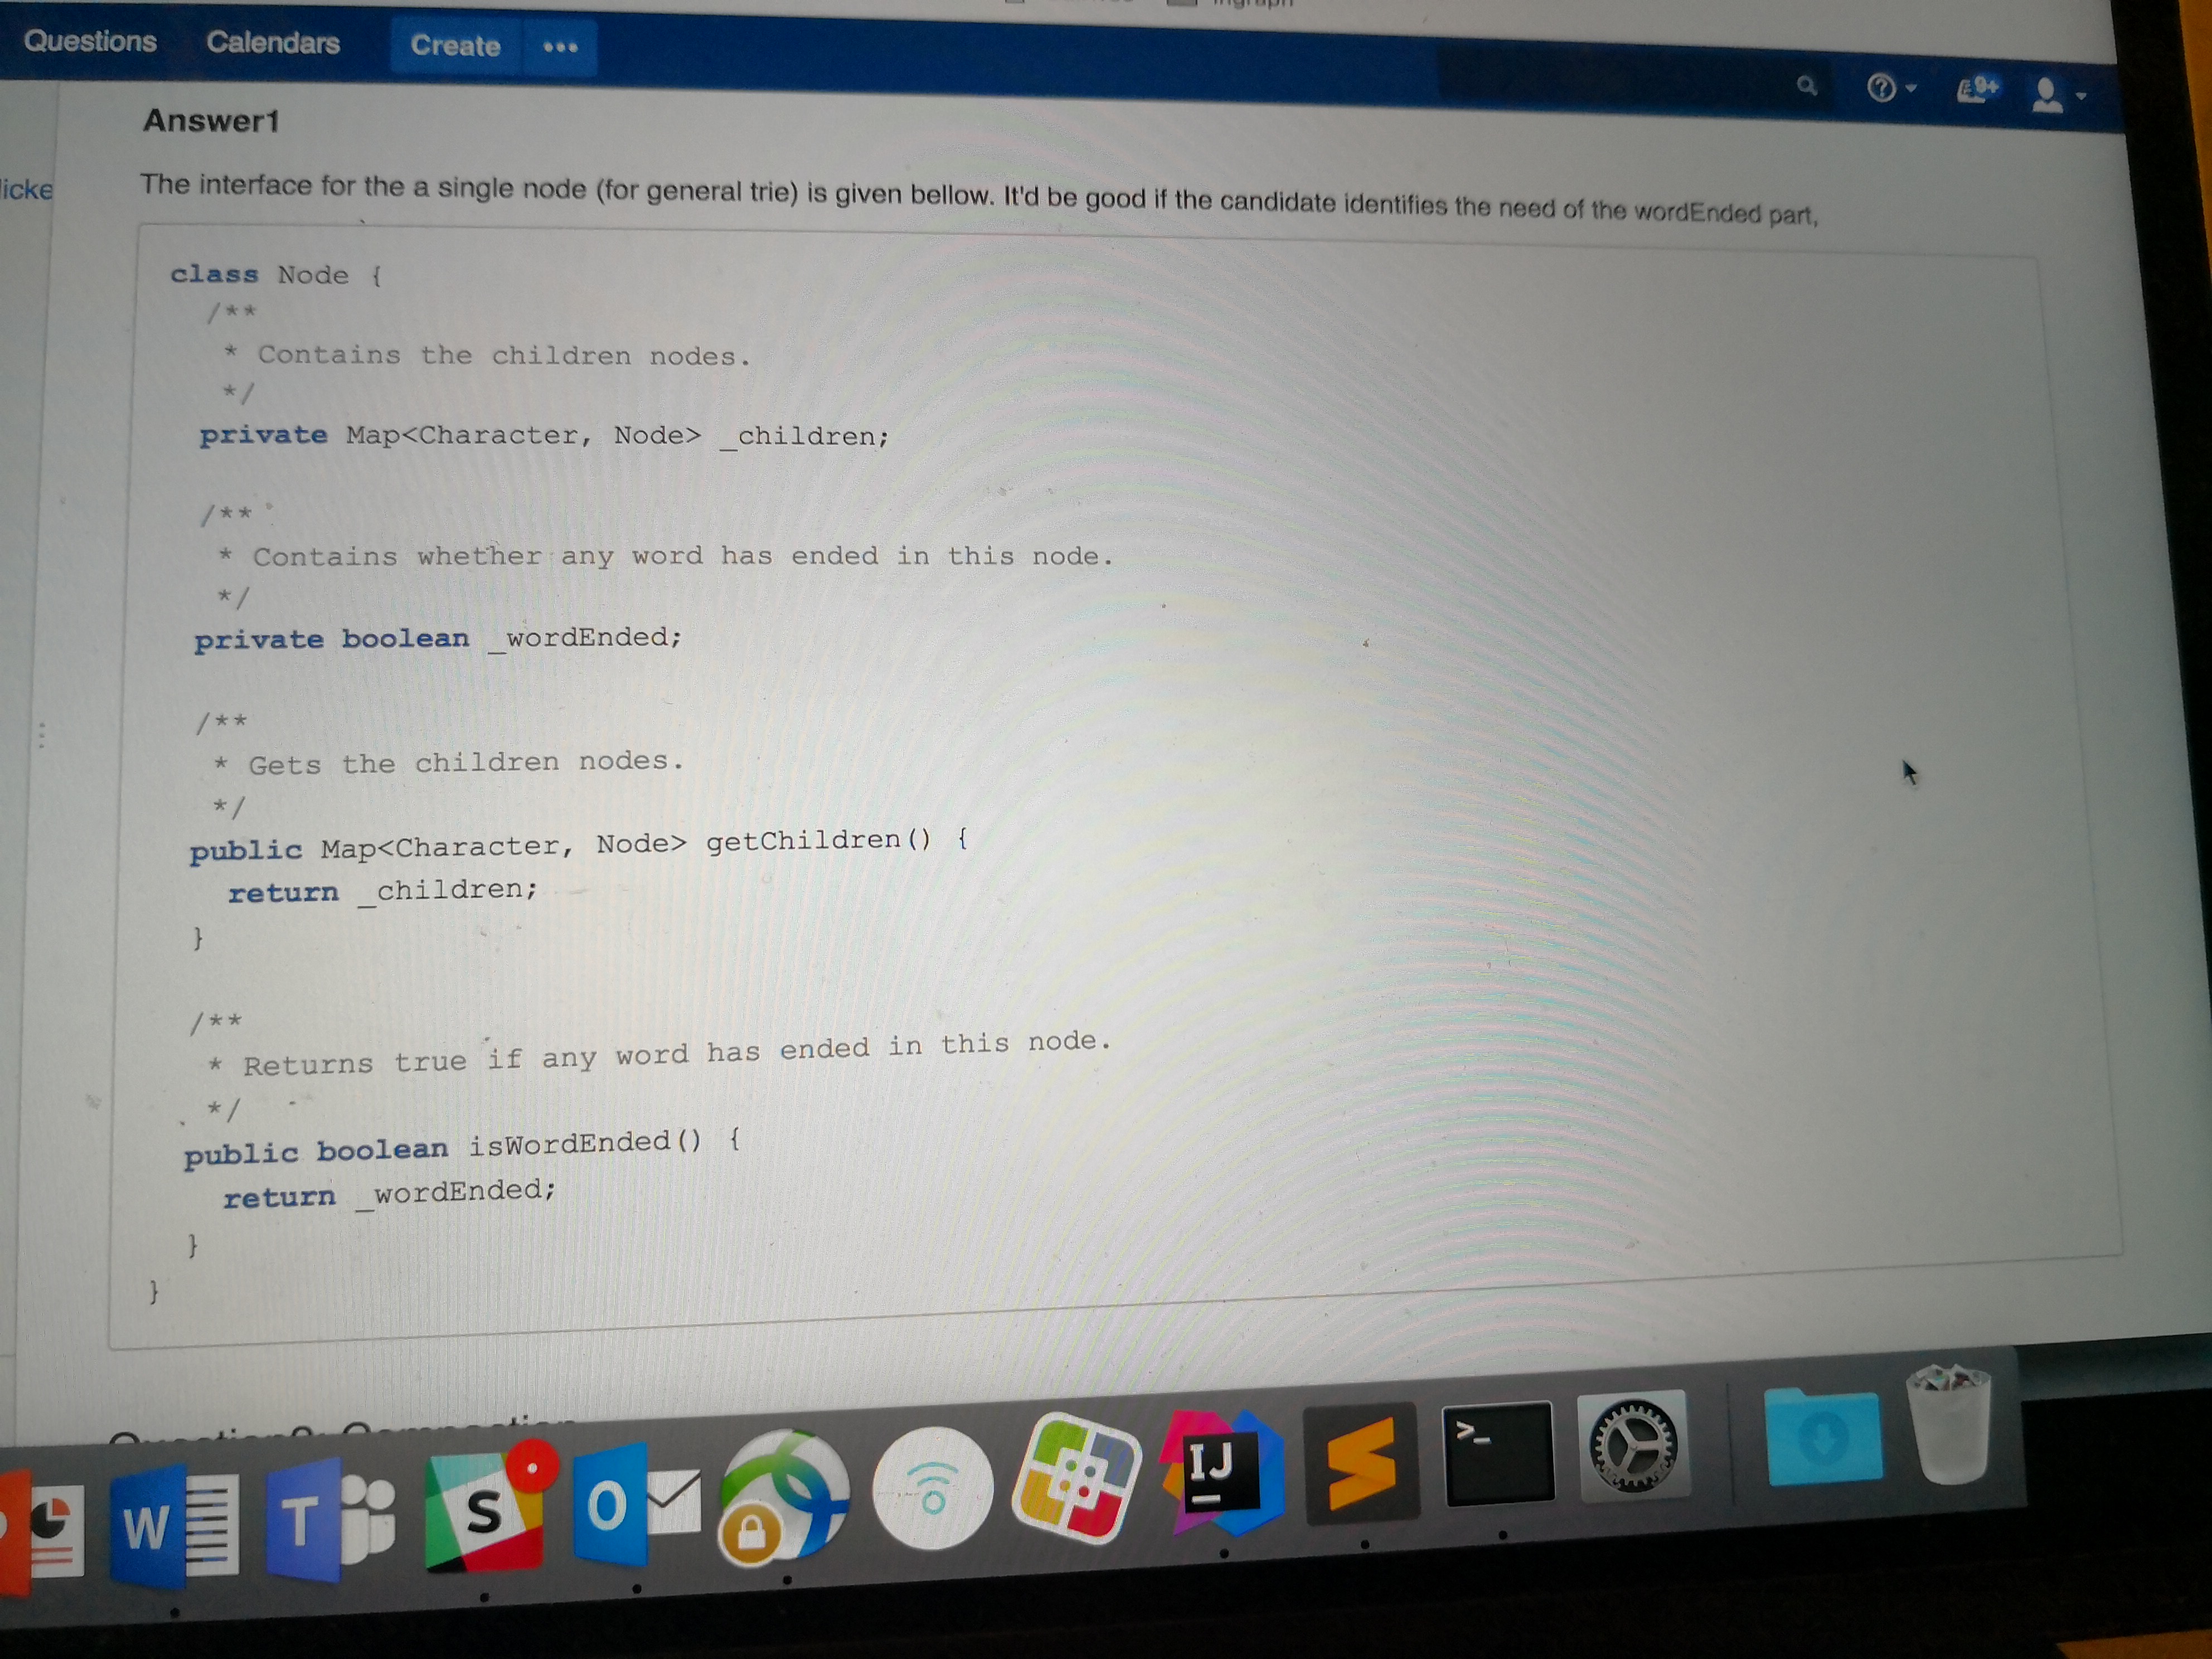 Questions Calendars Create •••
9+
Answer1
icke
The interface for the a single node (for general trie) is given bellow. It'd be good if the candidate identifies the need of the wordEnded part,
class Node {
/**
* Contains the children nodes.
*/
private Map<Character, Node> _children;
/**
* Contains whether any word has ended in this node.
*/
private boolean _wordEnded;
/**
* Gets the children nodes.
*/
public Map<Character, Node> getChildren() {
return _children;
}
/**
* Returns true if any word has ended in this node.
*/
public boolean isWordEnded() {
return _wordEnded;
}
}
W T S O IJ >_